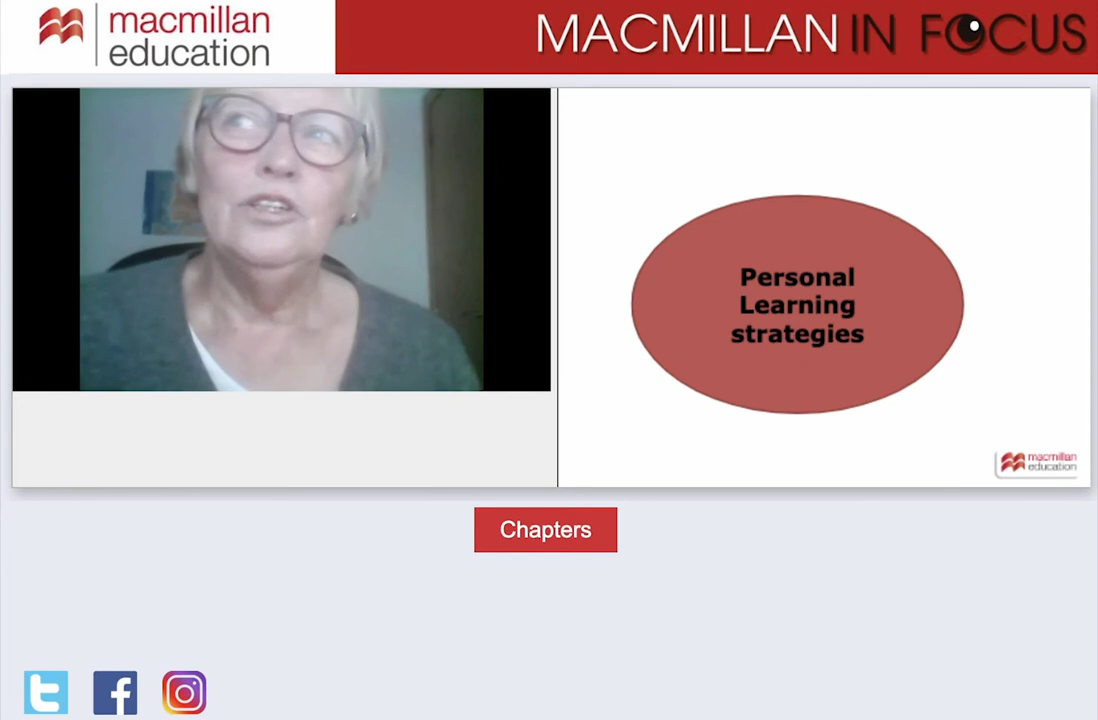 macmillan
education
MACMILLAN IN FOCUS
Personal
Learning
strategies
macmillan
education
Chapters